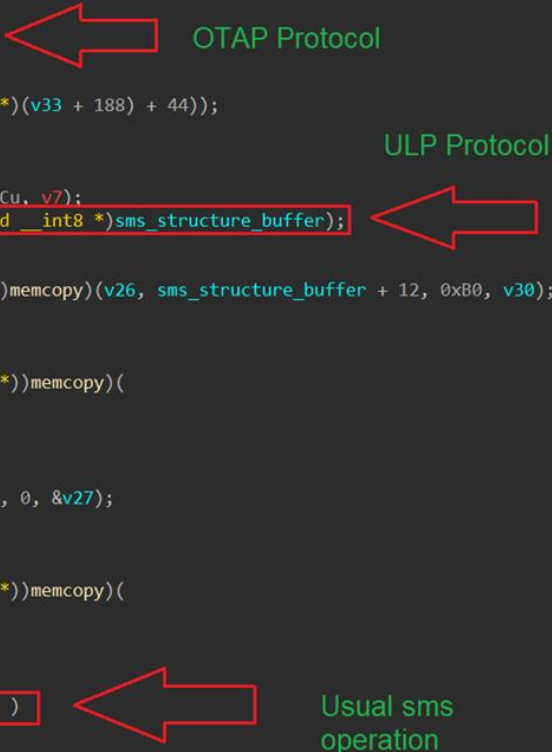 OTAP Protocol
*)(v33 + 188) + 44));
ULP Protocol
Cu, v7);
d __int8 *)sms_structure_buffer);
)memcopy)(v26, sms_structure_buffer + 12, 0xB0, v30);
*))memcopy)(
, 0, &v27);
*))memcopy)(
)
Usual sms
operation